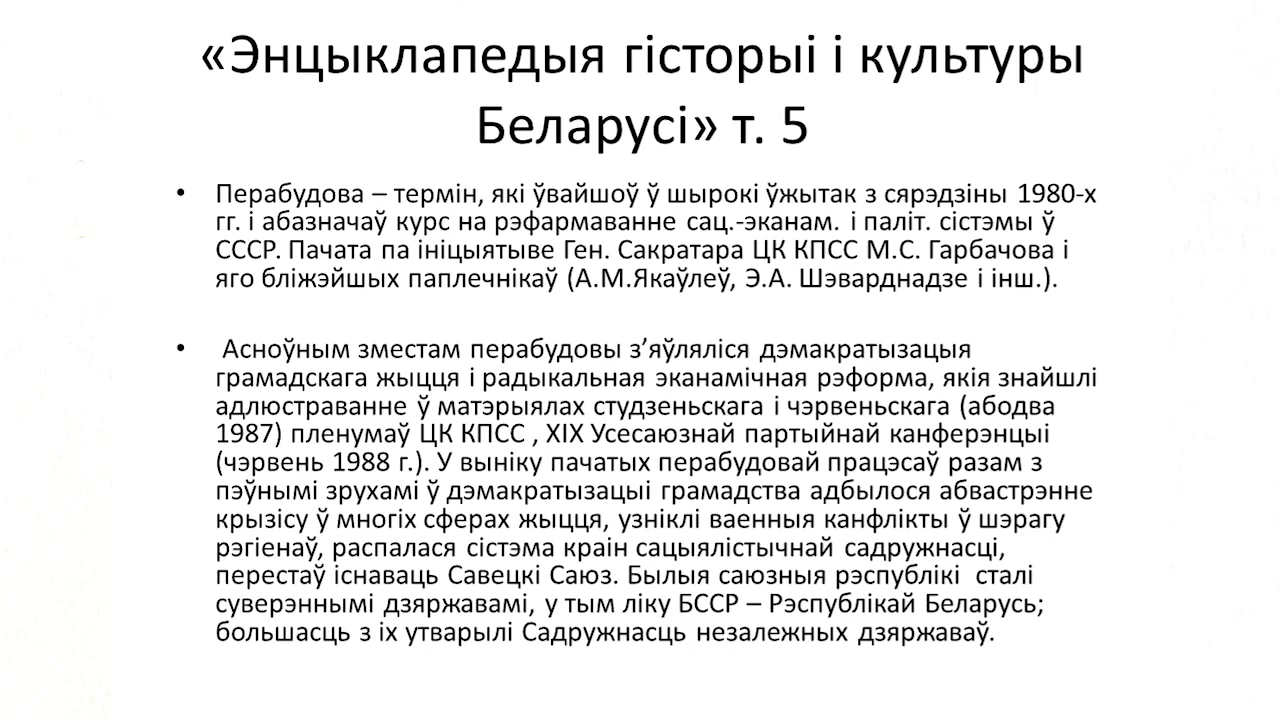 «Энцыклапедыя гісторыі і культуры
Беларусі» т. 5
• Перабудова – термін, які ўвайшоў ў шырокі ўжытак з сярэдзіны 1980-х
гг. і абазначаў курс на рэфармаванне сац.-эканам. і паліт. сістэмы ў
СССР. Пачата па ініцыятыве Ген. Сакратара ЦК КПСС М.С. Гарбачова і
яго бліжэйшых паплечнікаў (А.М.Якаўлеў, Э.А. Шэварднадзе і інш.).
• Асноўным зместам перабудовы з’яўляліся дэмакратызацыя
грамадскага жыцця і радыкальная эканамічная рэформа, якія знайшлі
адлюстраванне ў матэрыялах студзеньскага і чэрвеньскага (абодва
1987) пленумаў ЦК КПСС , XIX Усесаюзнай партыйнай канферэнцыі
(чэрвень 1988 г.). У выніку пачатых перабудовай працэсаў разам з
пэўнымі зрухамі ў дэмакратызацыі грамадства адбылося абвастрэнне
крызісу ў многіх сферах жыцця, узніклі ваенныя канфлікты ў шэрагу
рэгіенаў, распалася сістэма краін сацыялістычнай садружнасці,
перестаў існаваць Савецкі Саюз. Былыя саюзныя рэспублікі сталі
суверэннымі дзяржавамі, у тым ліку БССР – Рэспублікай Беларусь;
большасць з іх утварылі Садружнасць незалежных дзяржаваў.